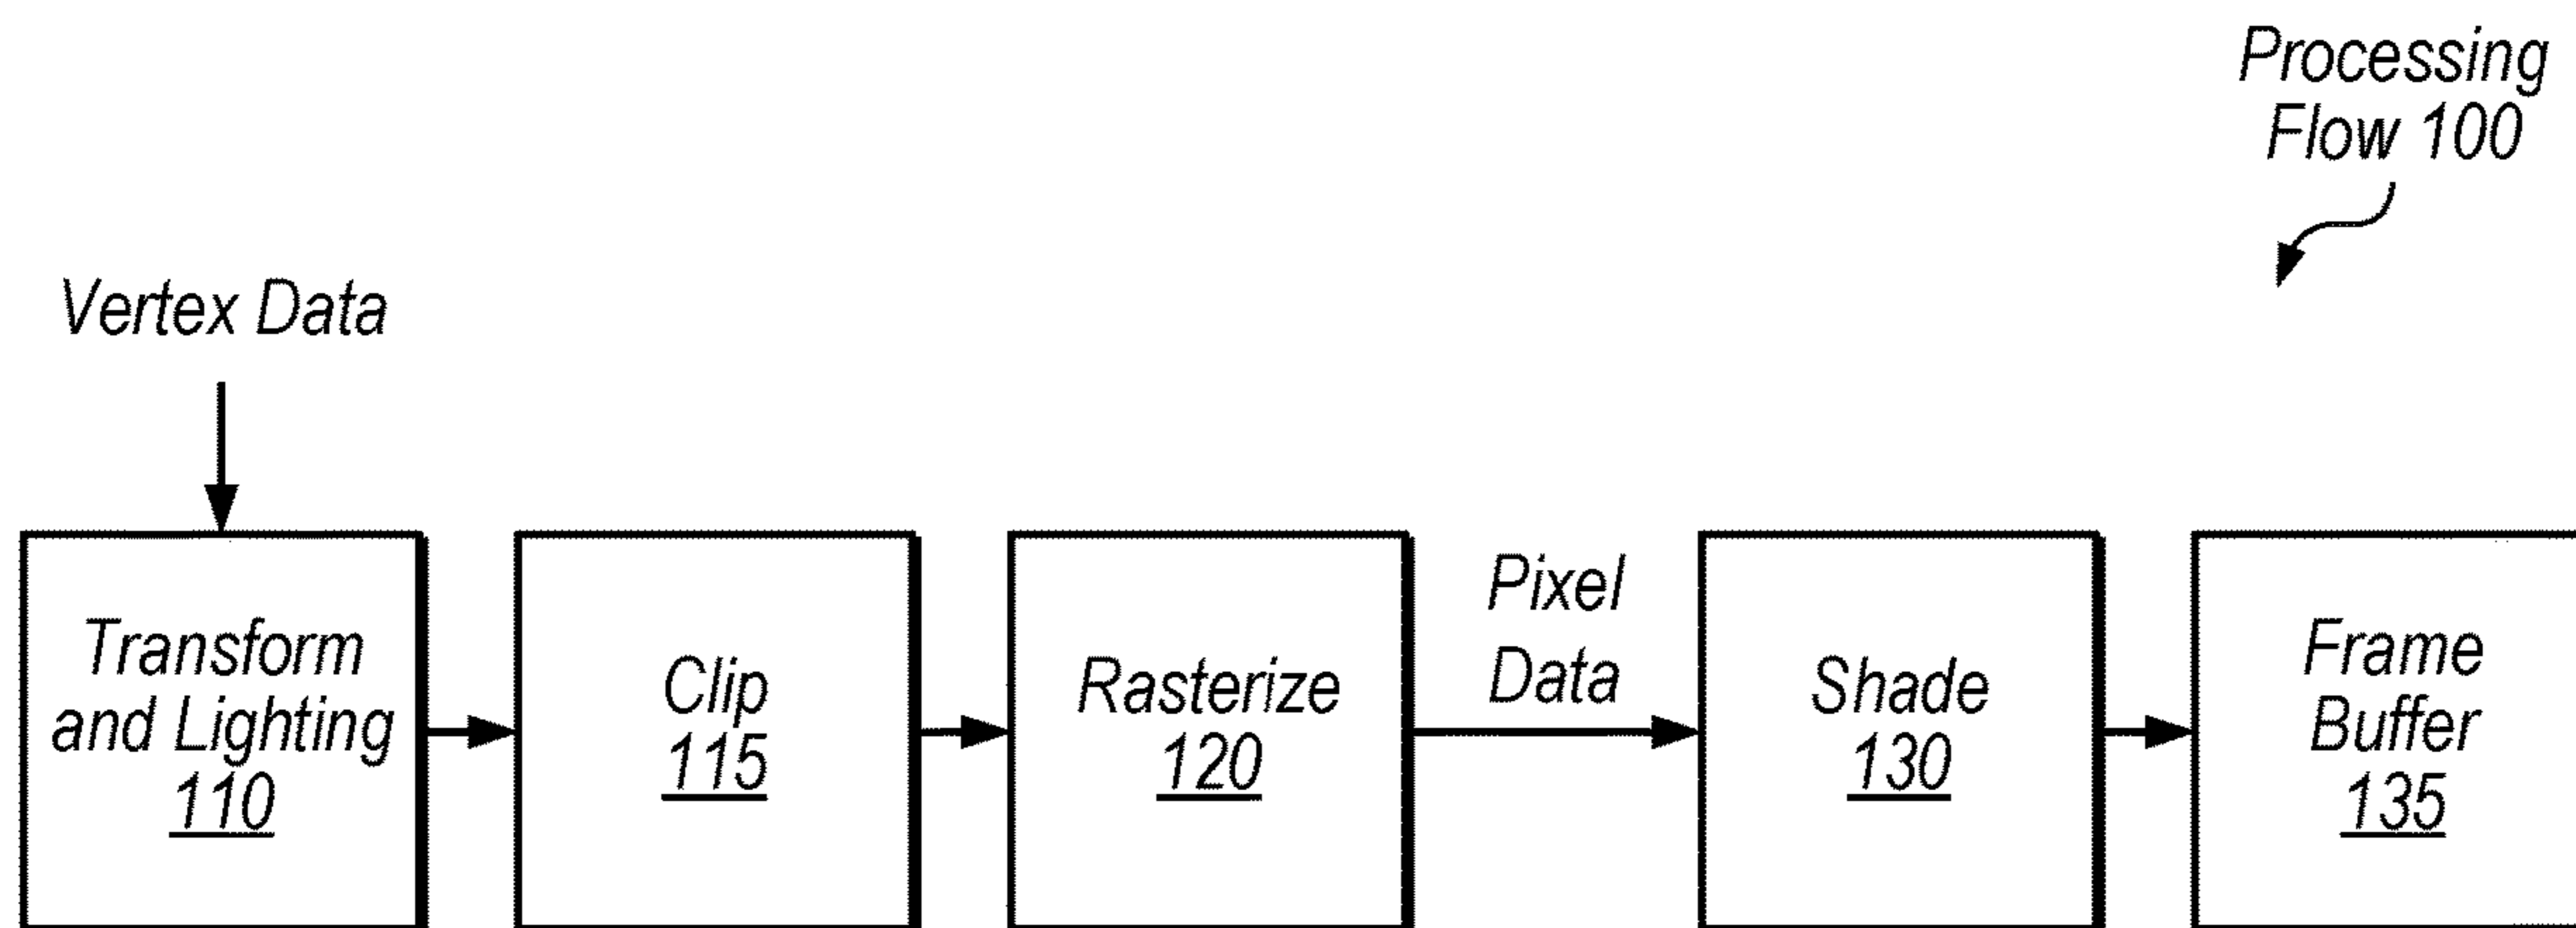 Processing
Flow 100
Vertex Data
Transform
and Lighting
110
Clip
115
Rasterize
120
Pixel
Data
Shade
130
Frame
Buffer
135